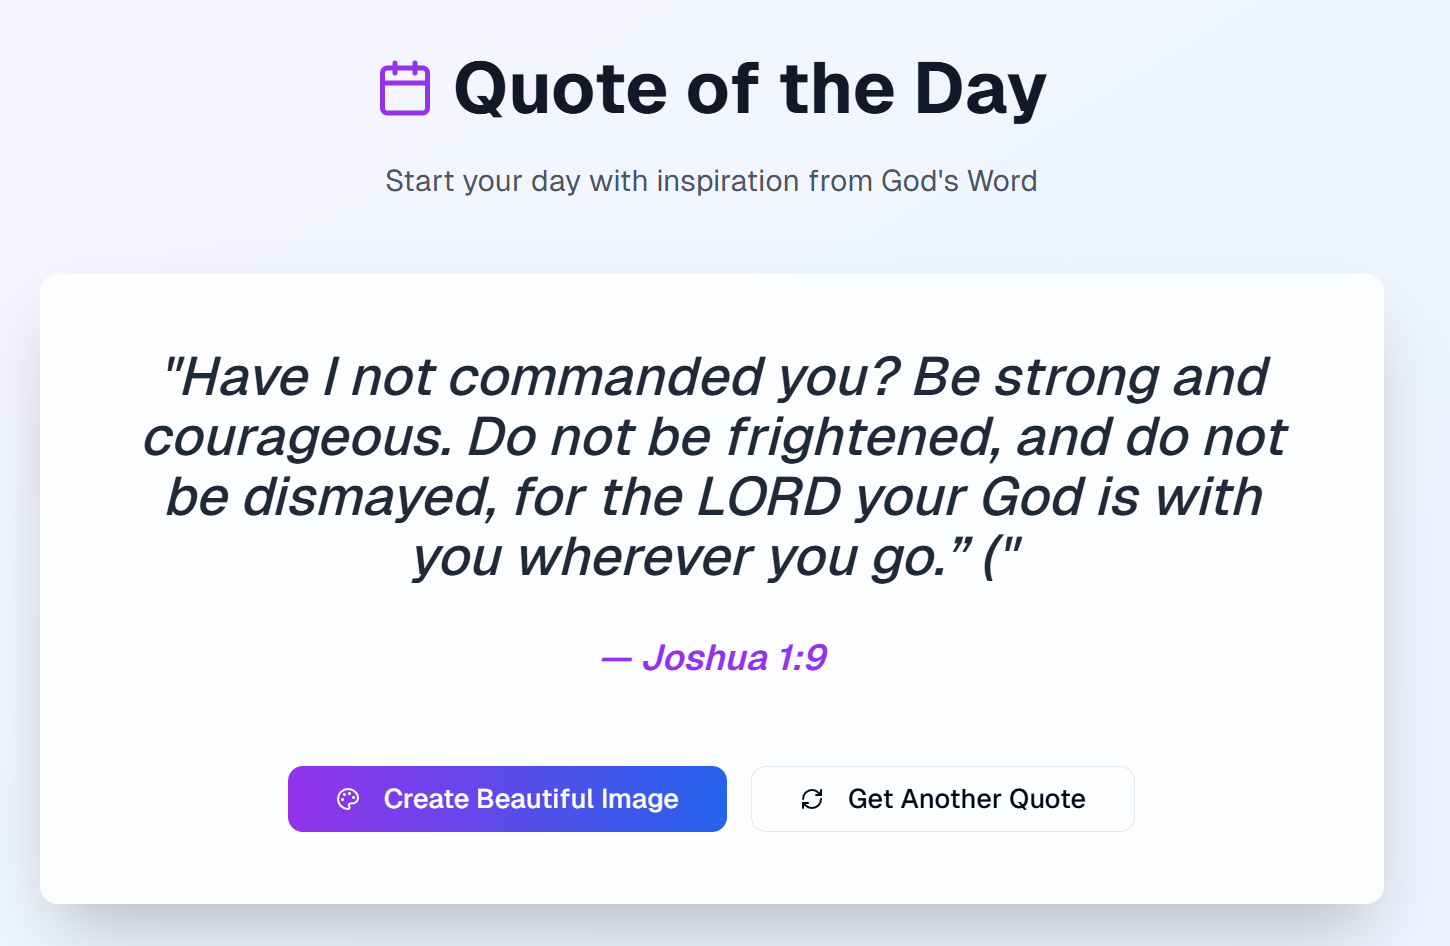 Quote of the Day
Start your day with inspiration from God's Word
"Have I not commanded you? Be strong and
courageous. Do not be frightened, and do not
be dismayed, for the LORD your God is with
you wherever you go.” ("
— Joshua 1:9
Create Beautiful Image
Get Another Quote